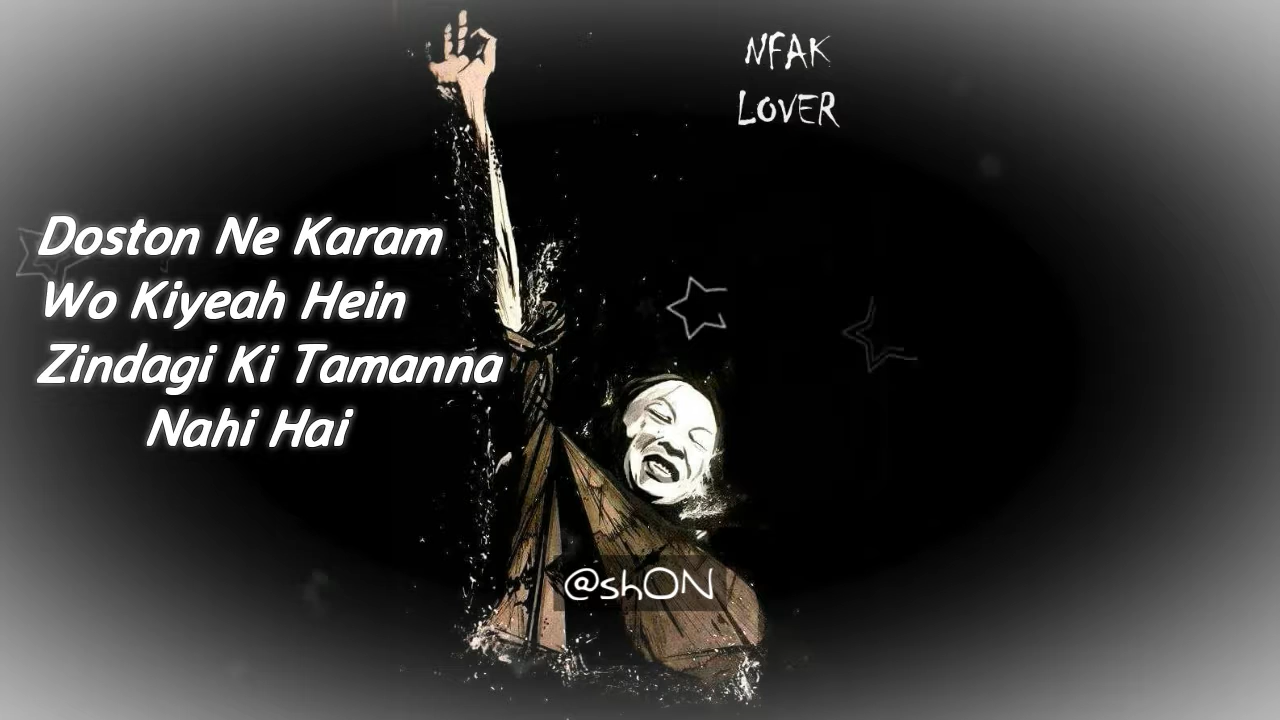 NFAK
LOVER
Doston Ne Karam
Wo Kiyeah Hein
Zindagi Ki Tamanna
Nahi Hai
@shON